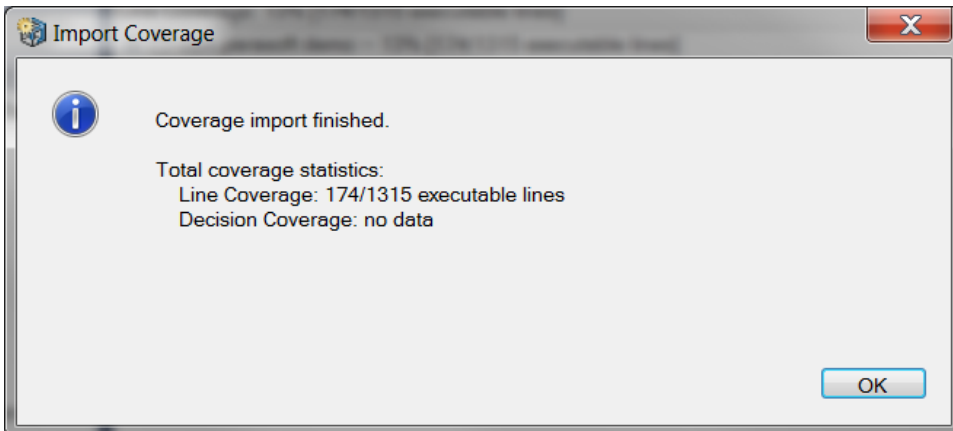 Import Coverage
X
Coverage import finished.
Total coverage statistics:
Line Coverage: 174/1315 executable lines
Decision Coverage: no data
OK